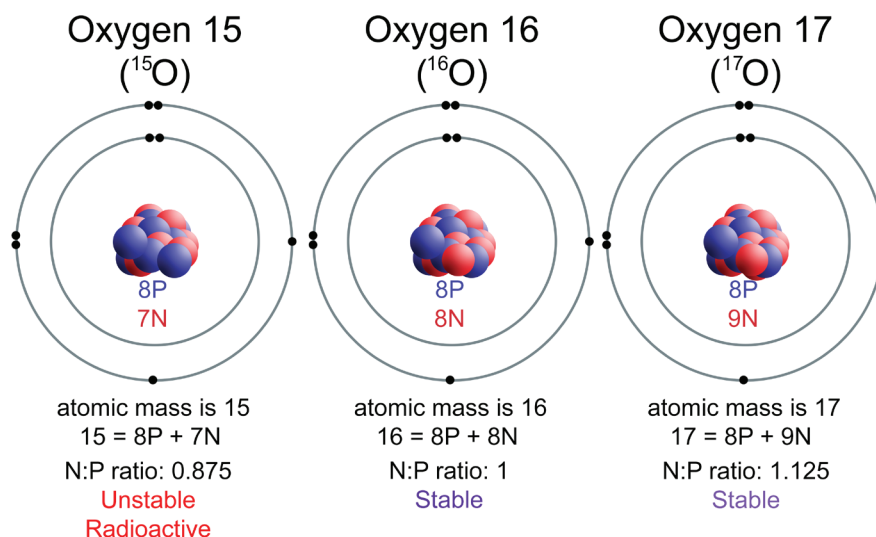 Oxygen 15
(¹⁵O)
8P
7N
atomic mass is 15
15 = 8P + 7N
N:P ratio: 0.875
Unstable
Radioactive
Oxygen 16
(¹⁶O)
8P
8N
atomic mass is 16
16 = 8P + 8N
N:P ratio: 1
Stable
Oxygen 17
(¹⁷O)
8P
9N
atomic mass is 17
17 = 8P + 9N
N:P ratio: 1.125
Stable